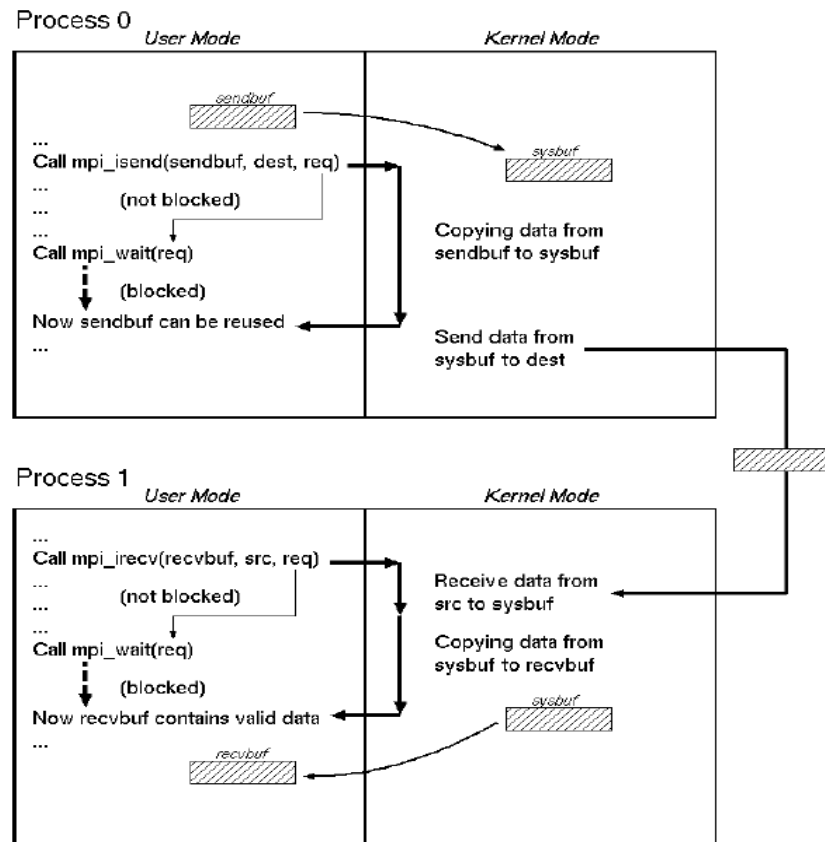 Process 0
User Mode
Kernel Mode
sendbuf
sysbuf
...
Call mpi_isend(sendbuf, dest, req)
...
(not blocked)
...
...
Call mpi_wait(req)
(blocked)
Now sendbuf can be reused
...
Copying data from
sendbuf to sysbuf
Send data from
sysbuf to dest
Process 1
User Mode
Kernel Mode
...
Call mpi_irecv(recvbuf, src, req)
...
(not blocked)
...
...
Call mpi_wait(req)
(blocked)
Now recvbuf contains valid data
...
recvbuf
Receive data from
src to sysbuf
Copying data from
sysbuf to recvbuf
sysbuf